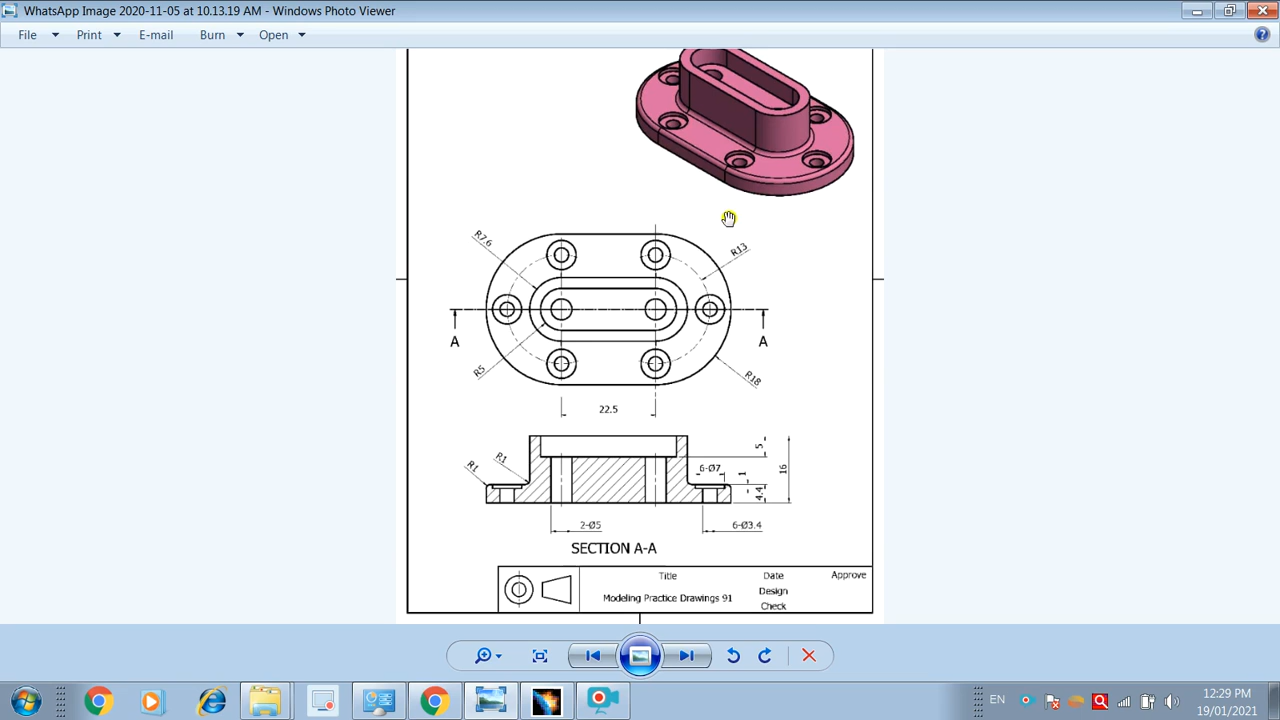 WhatsApp Image 2020-11-05 at 10.13.19 AM - Windows Photo Viewer
File Print E-mail Burn Open
R7.6
R13
A A
R5
R18
22.5
R1 R1
5
16
6-Ø7
1
4.4
2-Ø5 6-Ø3.4
SECTION A-A
Title Date Approve
Design
Modeling Practice Drawings 91
Check
EN
12:29 PM
19/01/2021